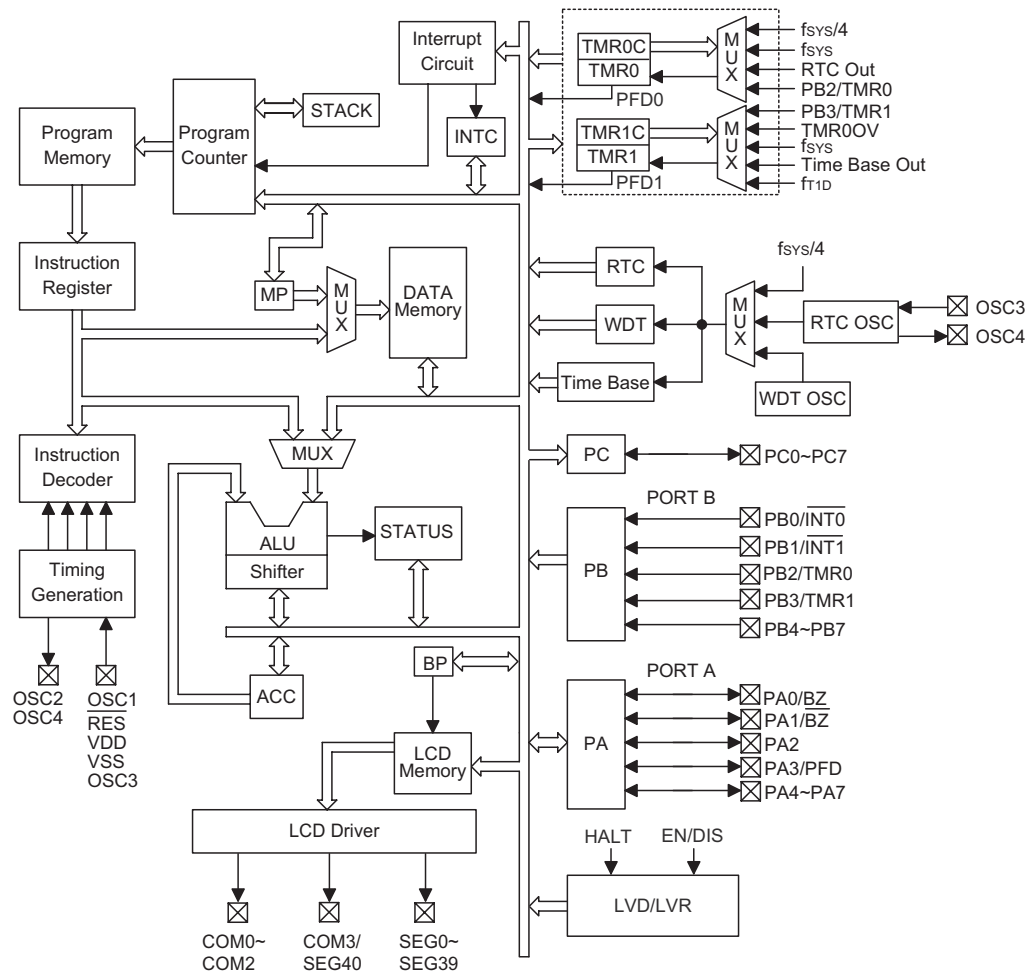 Interrupt
Circuit
STACK
INTC
Program
Memory
Program
Counter
Instruction
Register
MP
MUX
DATA
Memory
MUX
Instruction
Decoder
ALU
Shifter
STATUS
Timing
Generation
OSC2
OSC4
OSC1
RES
VDD
VSS
OSC3
ACC
BP
LCD
Memory
LCD Driver
COM0~
COM2
COM3/
SEG40
SEG0~
SEG39
TMR0C
TMR0
PFD0
MUX
fSYS/4
fSYS
RTC Out
PB2/TMR0
TMR1C
TMR1
PFD1
MUX
PB3/TMR1
TMR0OV
fSYS
Time Base Out
fT1D
RTC
WDT
Time Base
MUX
fSYS/4
RTC OSC
WDT OSC
OSC3
OSC4
PC
PC0~PC7
PORT B
PB
PB0/INT0
PB1/INT1
PB2/TMR0
PB3/TMR1
PB4~PB7
PORT A
PA
PA0/BZ
PA1/BZ
PA2
PA3/PFD
PA4~PA7
HALT
EN/DIS
LVD/LVR